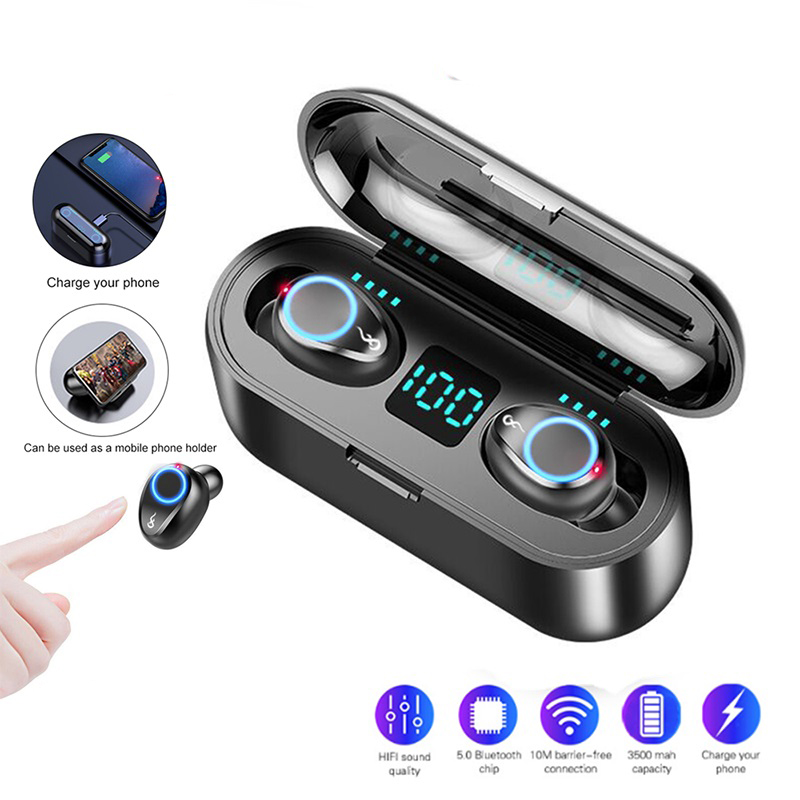 Charge your phone
Can be used as a mobile phone holder
100
100
HIFI sound
quality
5.0 Bluetooth
chip
10M barrier-free
connection
3500 mah
capacity
Charge your
phone